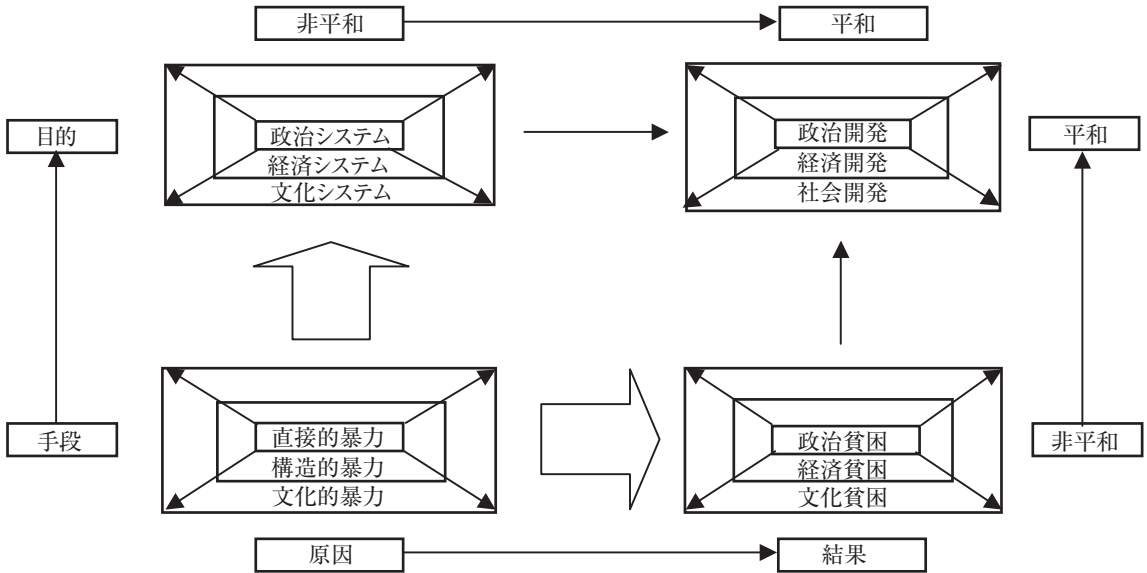 非平和
平和
目的
政治システム
経済システム
文化システム
政治開発
経済開発
社会開発
平和
手段
直接的暴力
構造的暴力
文化的暴力
政治貧困
経済貧困
文化貧困
非平和
原因
結果